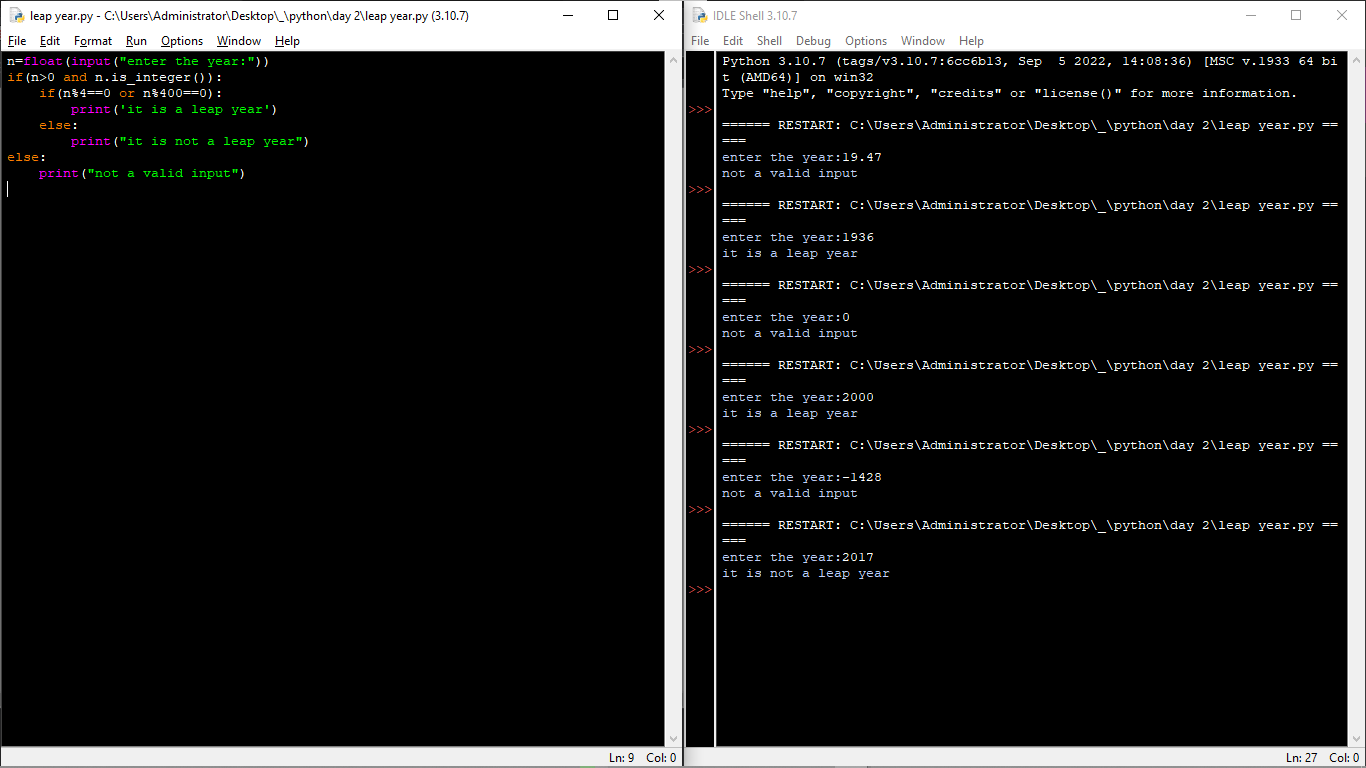 leap year.py - C:\Users\Administrator\Desktop\_\python\day 2\leap year.py (3.10.7)
File Edit Format Run Options Window Help
n=float(input("enter the year:"))
if(n>0 and n.is_integer()):
    if(n%4==0 or n%400==0):
        print('it is a leap year')
    else:
        print("it is not a leap year")
else:
    print("not a valid input")
Ln: 9 Col: 0
IDLE Shell 3.10.7
File Edit Shell Debug Options Window Help
Python 3.10.7 (tags/v3.10.7:6cc6b13, Sep  5 2022, 14:08:36) [MSC v.1933 64 bi
t (AMD64)] on win32
Type "help", "copyright", "credits" or "license()" for more information.
>>>
====== RESTART: C:\Users\Administrator\Desktop\_\python\day 2\leap year.py ==
===
enter the year:19.47
not a valid input
>>>
====== RESTART: C:\Users\Administrator\Desktop\_\python\day 2\leap year.py ==
===
enter the year:1936
it is a leap year
>>>
====== RESTART: C:\Users\Administrator\Desktop\_\python\day 2\leap year.py ==
===
enter the year:0
not a valid input
>>>
====== RESTART: C:\Users\Administrator\Desktop\_\python\day 2\leap year.py ==
===
enter the year:2000
it is a leap year
>>>
====== RESTART: C:\Users\Administrator\Desktop\_\python\day 2\leap year.py ==
===
enter the year:-1428
not a valid input
>>>
====== RESTART: C:\Users\Administrator\Desktop\_\python\day 2\leap year.py ==
===
enter the year:2017
it is not a leap year
>>>
Ln: 27 Col: 0